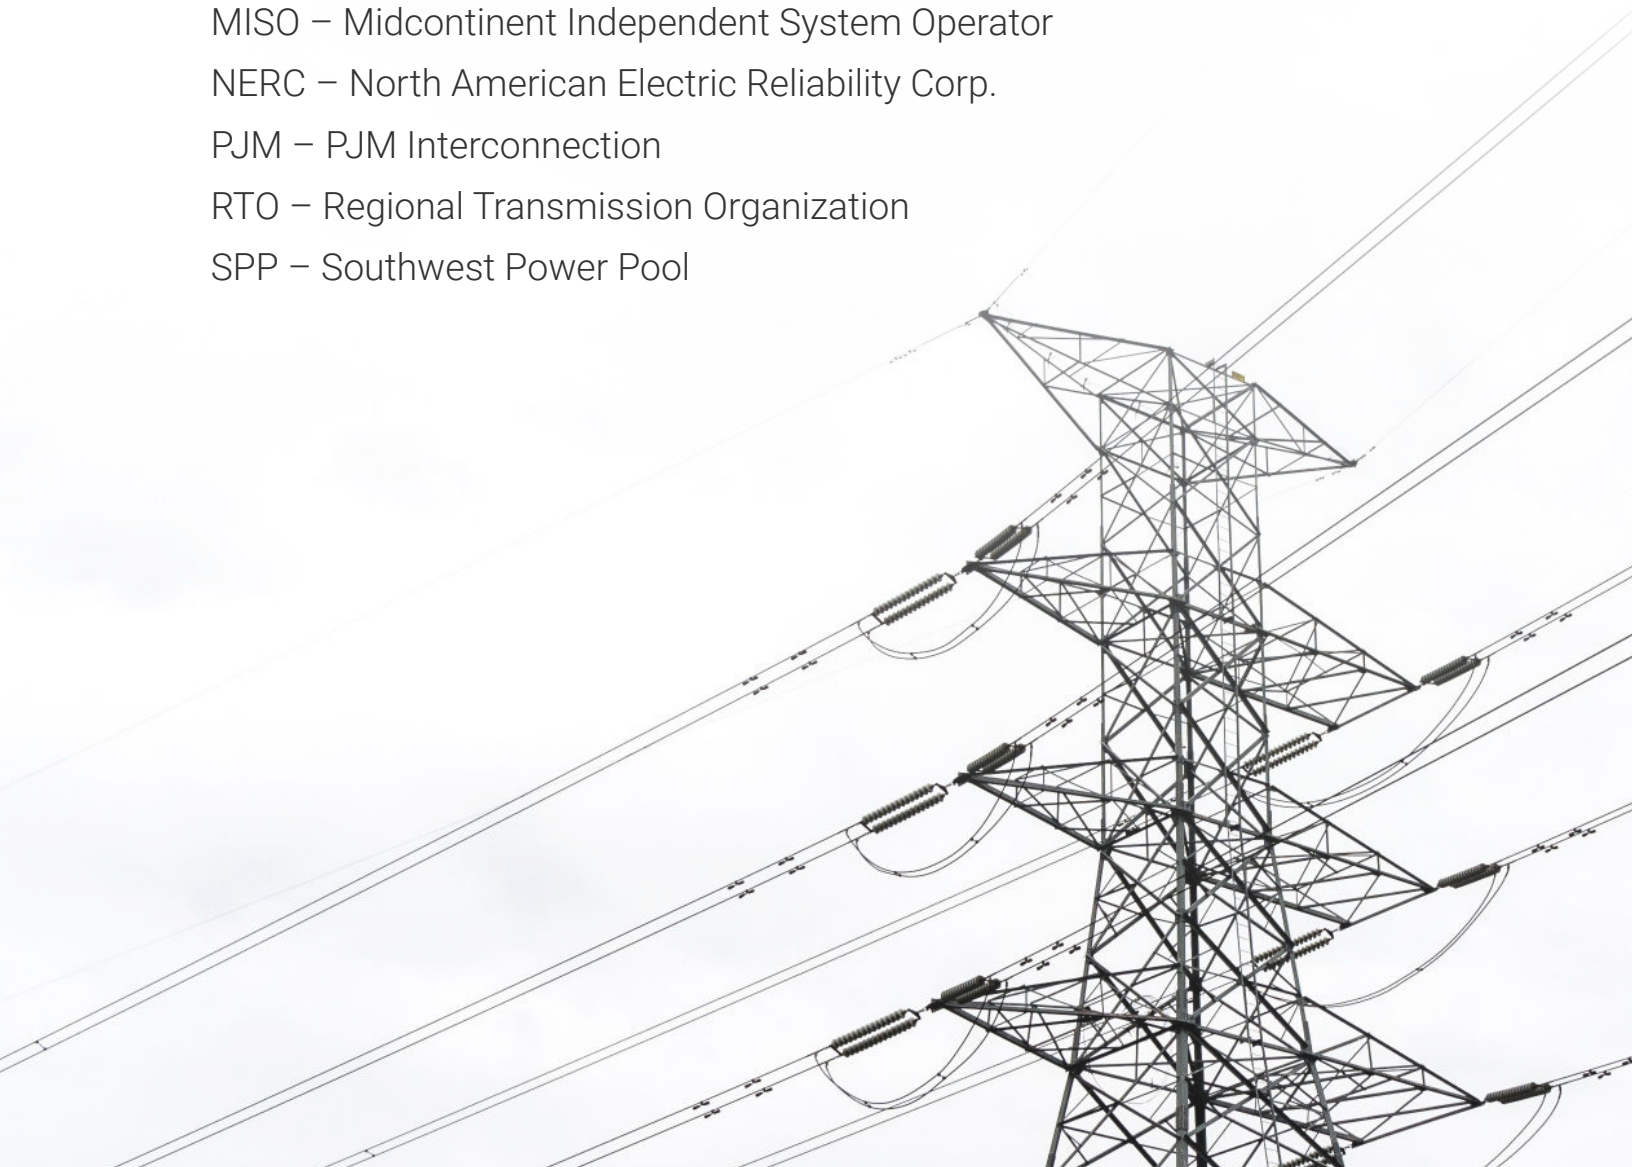 MISO – Midcontinent Independent System Operator
NERC – North American Electric Reliability Corp.
PJM – PJM Interconnection
RTO – Regional Transmission Organization
SPP – Southwest Power Pool